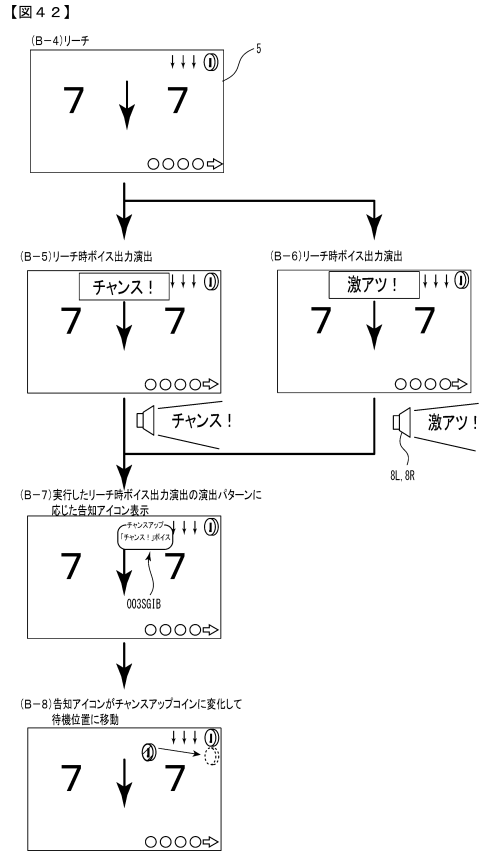 【図４２】
(B-4)リーチ
5
7 7
(B-5)リーチ時ボイス出力演出
チャンス！
7 7
チャンス！
(B-6)リーチ時ボイス出力演出
激アツ！
7 7
激アツ！
8L,8R
(B-7)実行したリーチ時ボイス出力演出の演出パターンに
応じた告知アイコン表示
チャンスアップ
「チャンス！」ボイス
7 7
003SGIB
(B-8)告知アイコンがチャンスアップコインに変化して
待機位置に移動
7 7